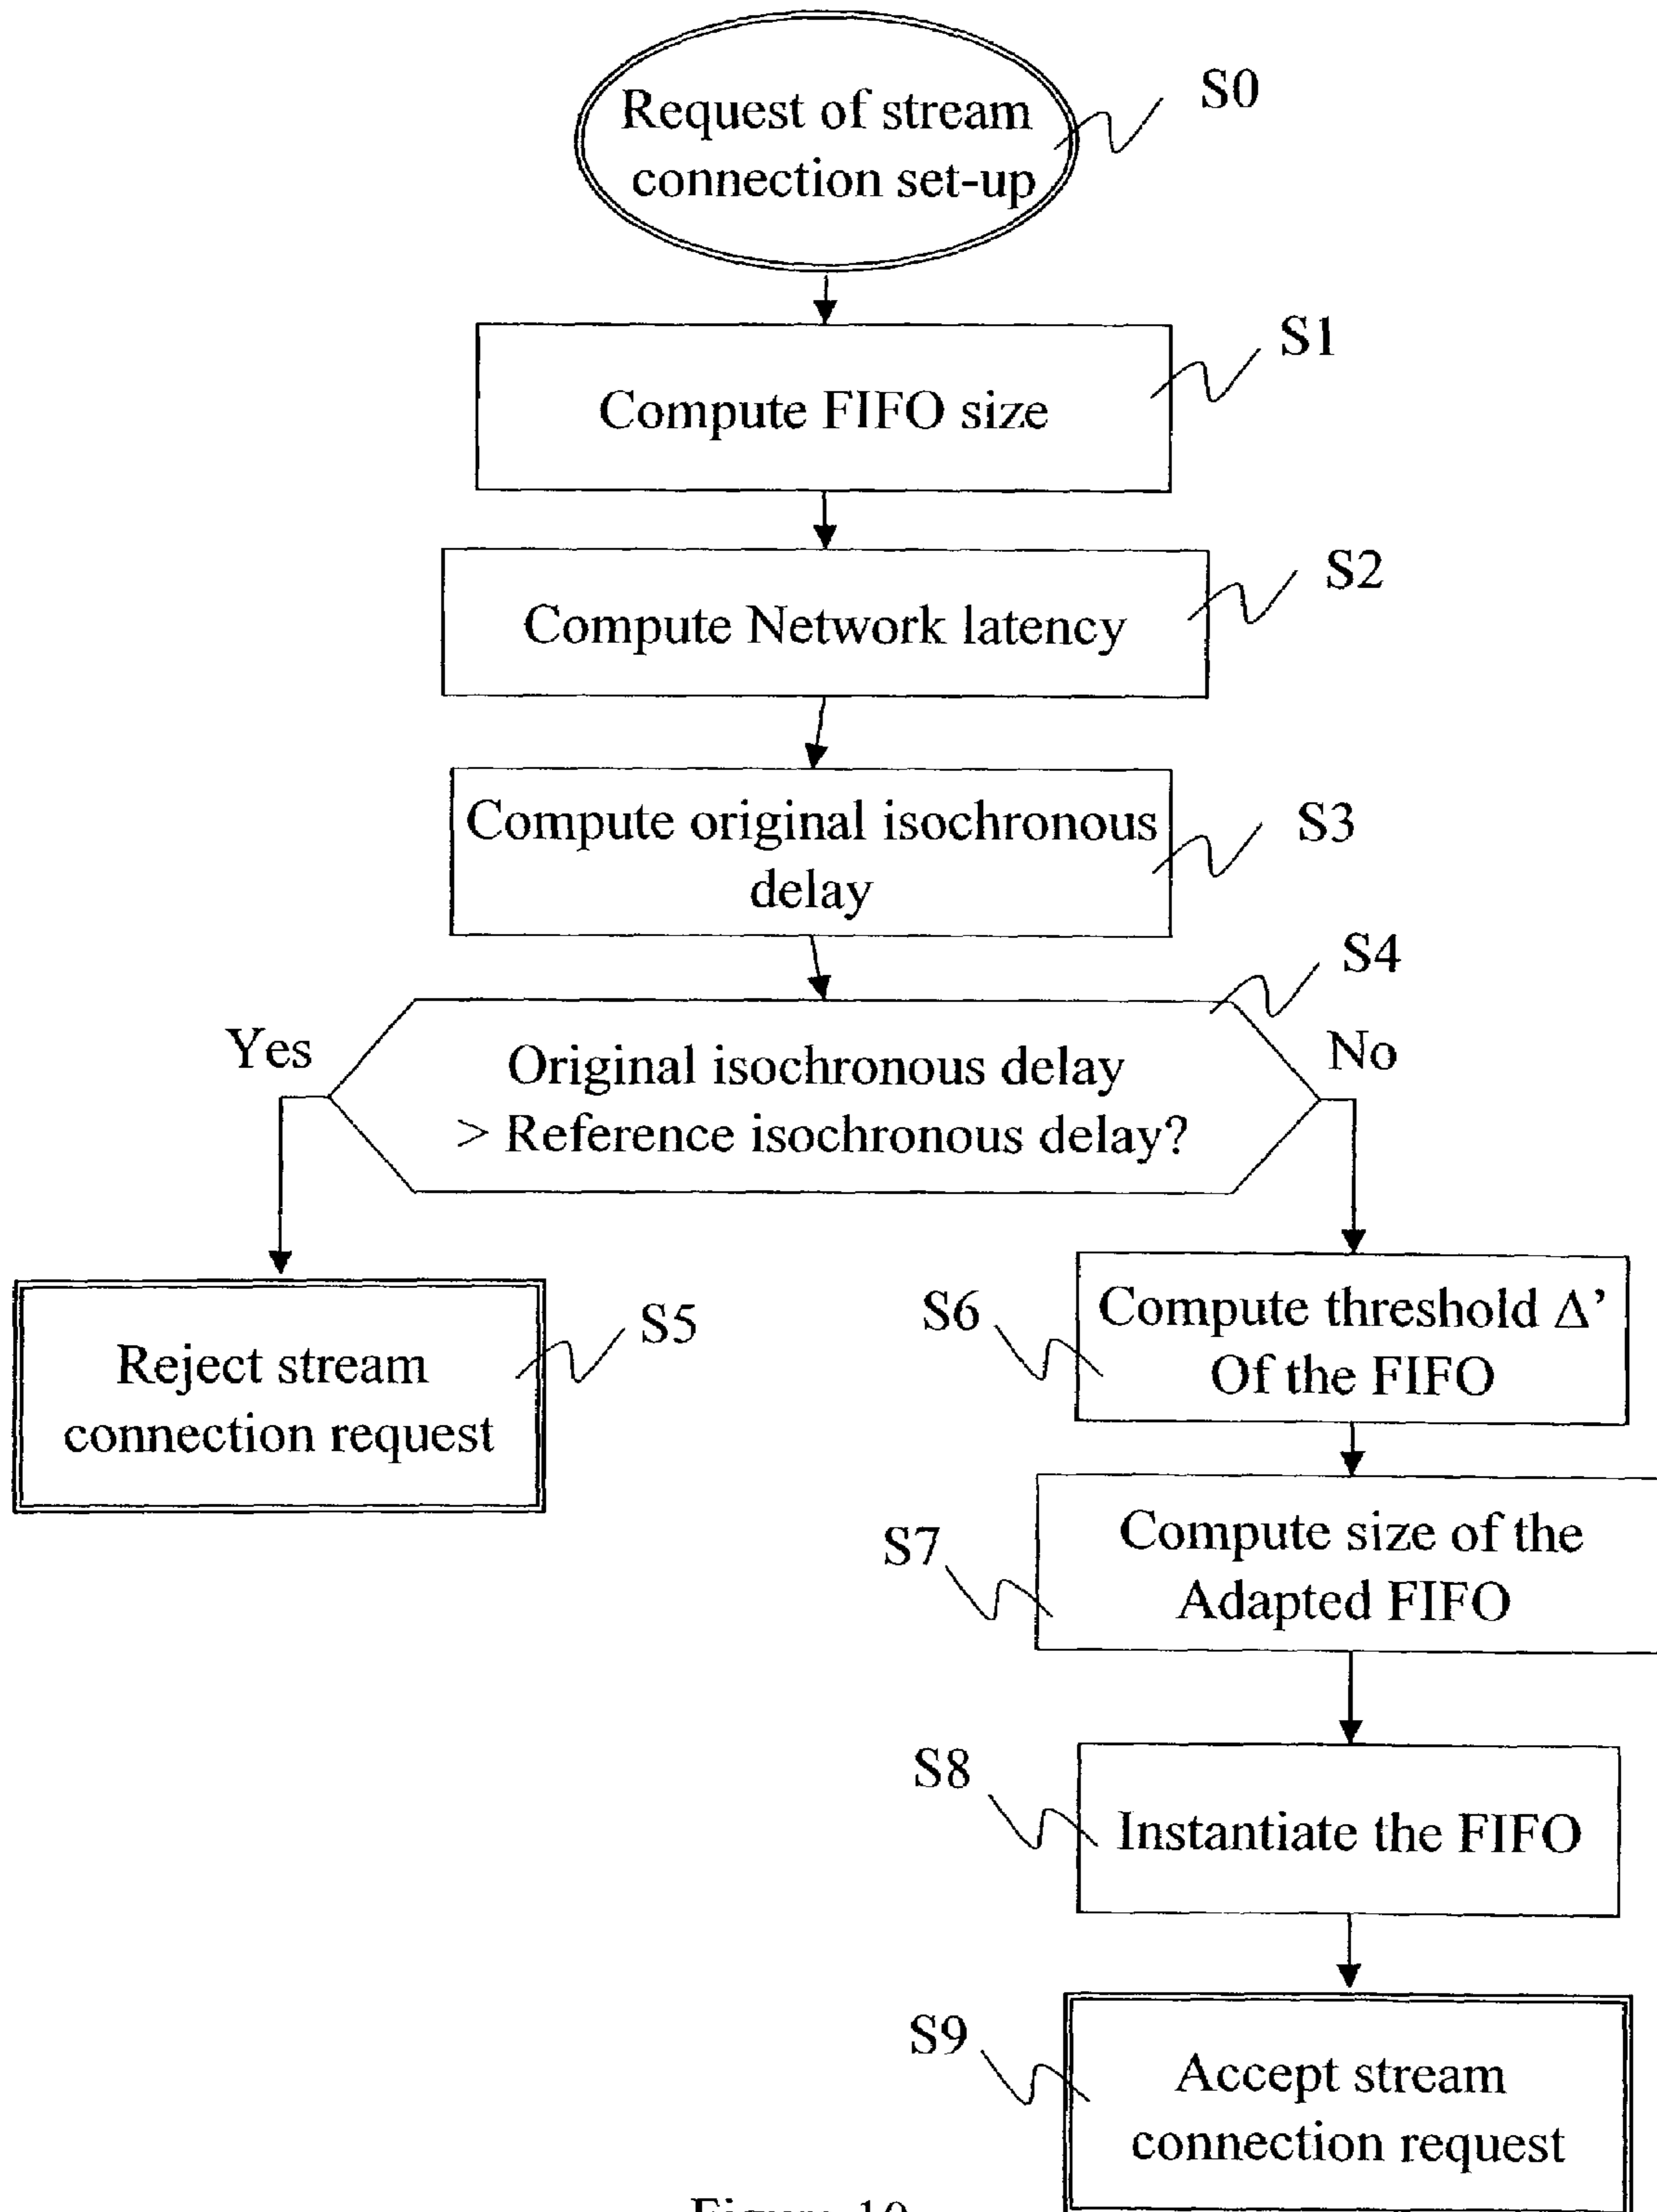 Request of stream
connection set-up
S0
Compute FIFO size
S1
Compute Network latency
S2
Compute original isochronous
delay
S3
S4
Yes
Original isochronous delay
> Reference isochronous delay?
No
Reject stream
connection request
S5
S6
Compute threshold Δ’
Of the FIFO
S7
Compute size of the
Adapted FIFO
S8
Instantiate the FIFO
S9
Accept stream
connection request